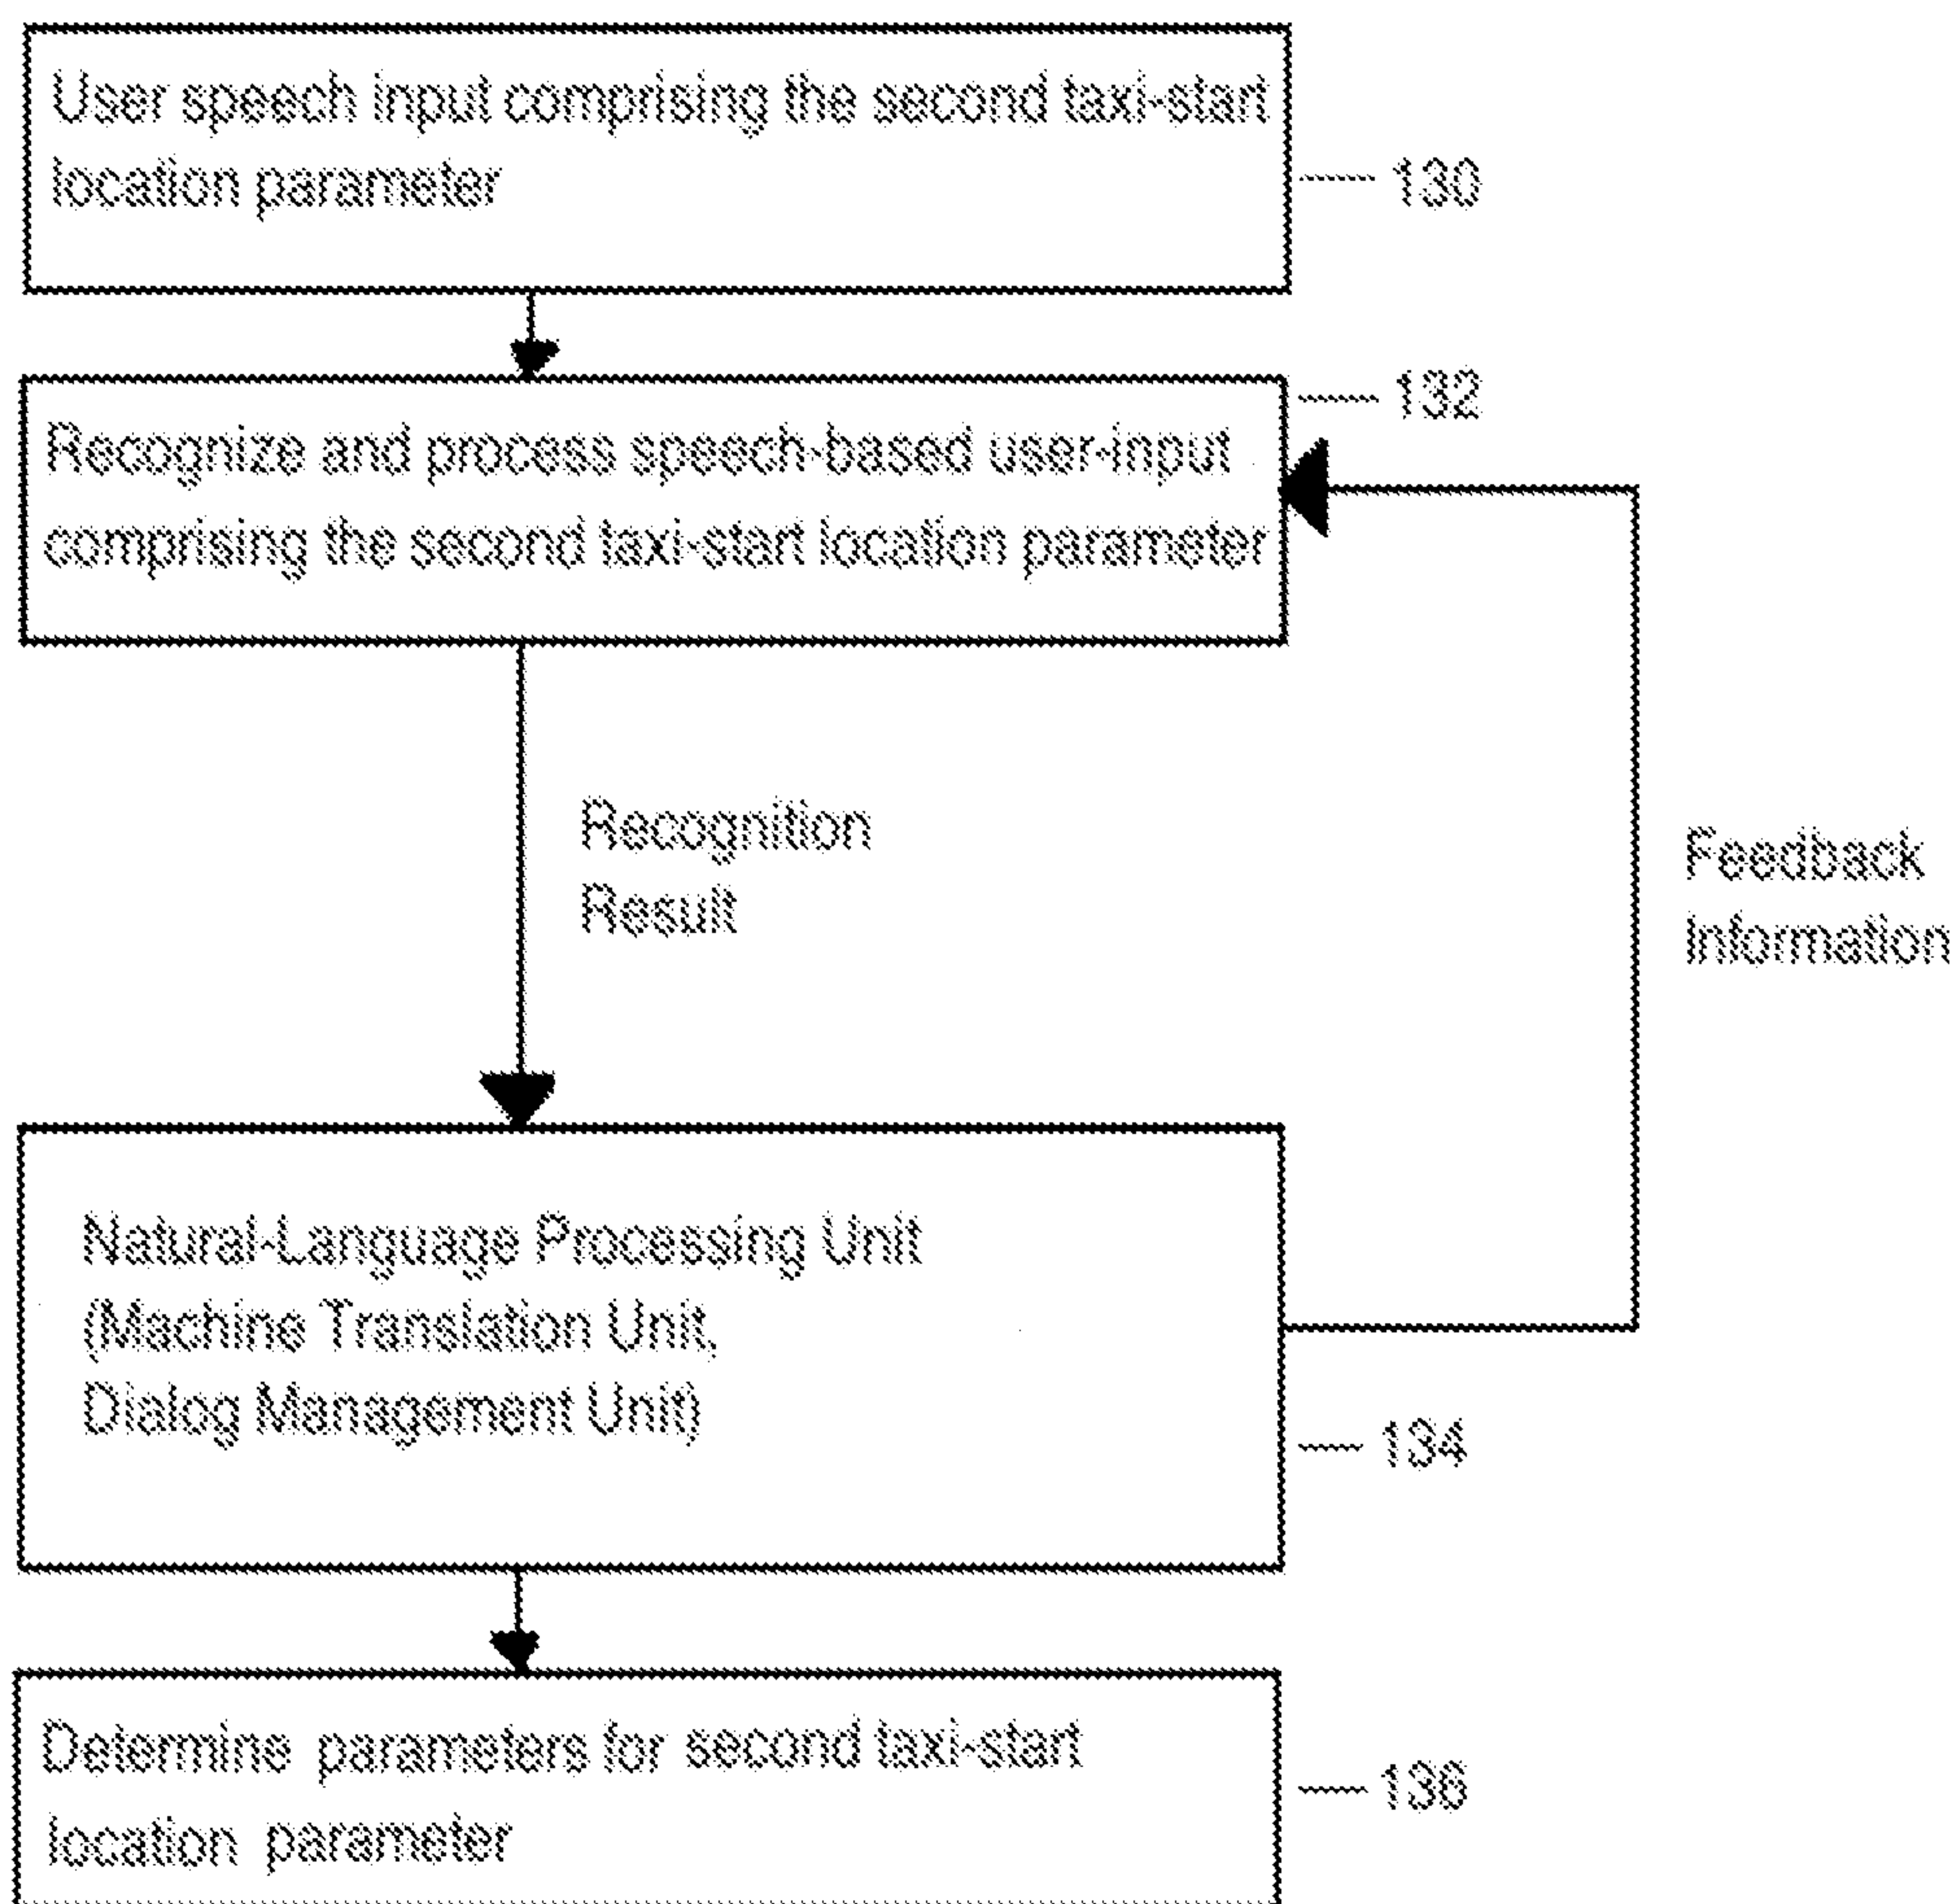 User speech input comprising the second taxi-start
location parameter
130
132
Recognize and process speech-based user-input
comprising the second taxi-start location parameter
Recognition
Result
Feedback
Information
Natural-Language Processing Unit
(Machine Translation Unit,
Dialog Management Unit)
134
Determine parameters for second taxi-start
location parameter
136